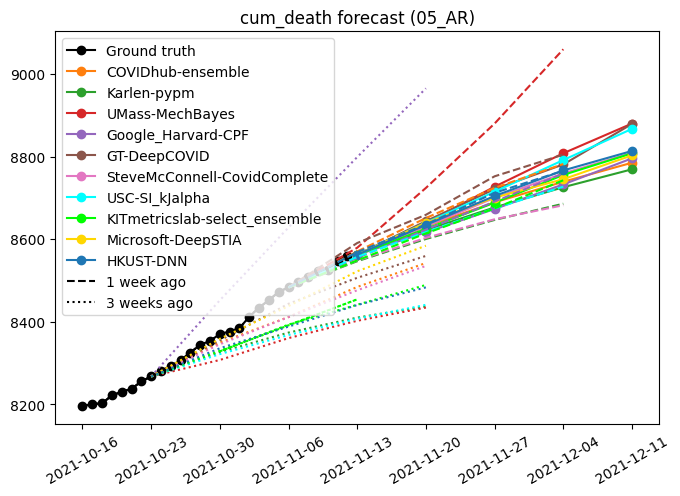 cum_death forecast (05_AR)
9000
8800
8600
8400
8200
Ground truth
COVIDhub-ensemble
Karlen-pypm
UMass-MechBayes
Google_Harvard-CPF
GT-DeepCOVID
SteveMcConnell-CovidComplete
USC-SI_kJalpha
KITmetricslab-select_ensemble
Microsoft-DeepSTIA
HKUST-DNN
1 week ago
3 weeks ago
2021-10-16
2021-10-23
2021-10-30
2021-11-06
2021-11-13
2021-11-20
2021-11-27
2021-12-04
2021-12-11